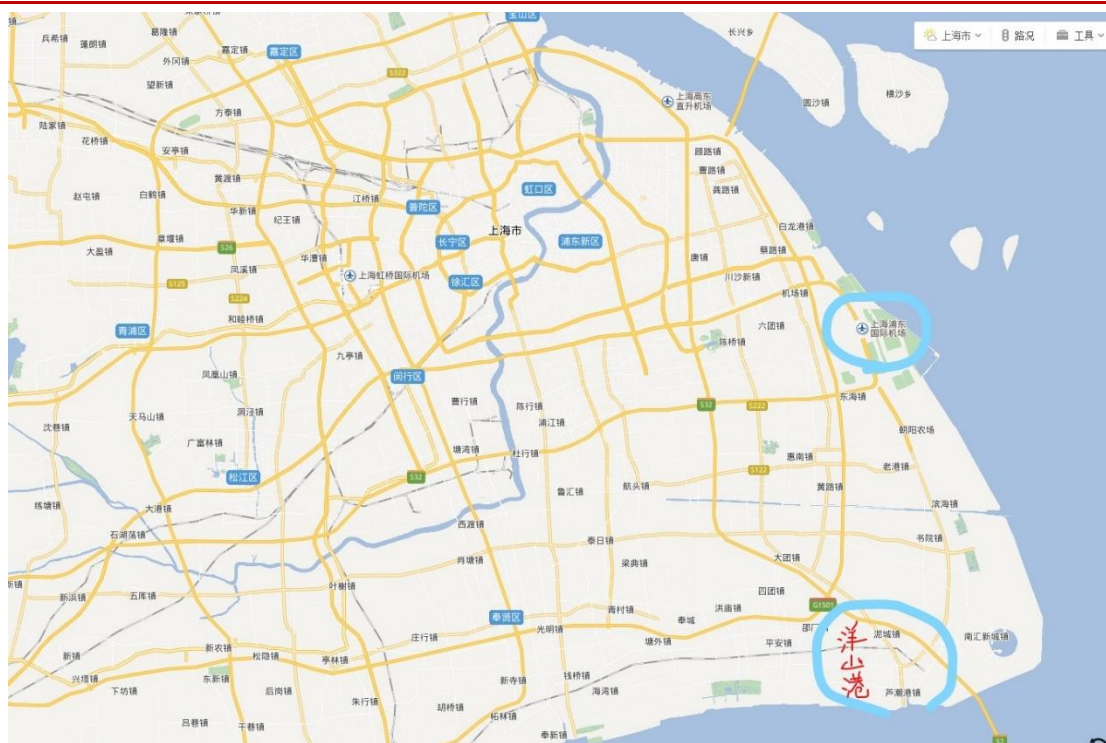 宝山区
长兴乡
葛隆镇
兵希镇
蓬朗镇
嘉定镇
嘉定区
外冈镇
望新镇
S322
上海市
路况
工具
上海高东
直升机场
圆沙镇
横沙乡
方泰镇
陆家镇
花桥镇
安亭镇
顾路镇
曹路镇
龚路镇
黄渡镇
赵屯镇
白鹤镇
江桥镇
普陀区
虹口区
华新镇
纪王镇
上海市
白龙港镇
大盈镇
章堰镇
S26
长宁区
浦东新区
蔡路镇
华漕镇
唐镇
凤溪镇
上海虹桥国际机场
徐汇区
川沙新镇
S125
S224
机场镇
和睦桥镇
青浦区
六团镇
上海浦东
国际机场
陈桥镇
九亭镇
凤凰山镇
闵行区
东海镇
曹行镇
陈行镇
S32
S222
天马山镇
洞泾镇
浦江镇
朝阳农场
沈巷镇
广富林镇
塘湾镇
杜行镇
惠南镇
松江区
S32
S122
老港镇
鲁汇镇
航头镇
黄路镇
练塘镇
大港镇
滨海镇
石湖荡镇
西渡镇
泰日镇
书院镇
肖塘镇
梁典镇
大团镇
新浜镇
五厍镇
叶榭镇
四团镇
奉贤区
青村镇
洪庙镇
G1501
光明镇
奉城
泥城镇
南汇新城镇
庄行镇
塘外镇
平安镇
洋山港
新镇
新农镇
松隐镇
亭林镇
钱桥镇
兴塔镇
东新镇
新寺镇
海湾镇
芦潮港镇
下坊镇
后岗镇
朱行镇
胡桥镇
柘林镇
吕巷镇
干巷镇
奉新镇
S2